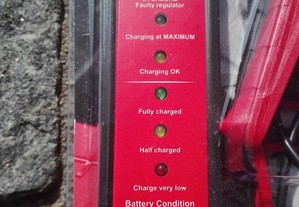 Faulty regulator
Charging at MAXIMUM
Charging OK
Fully charged
Half charged
Charge very low
Battery Condition